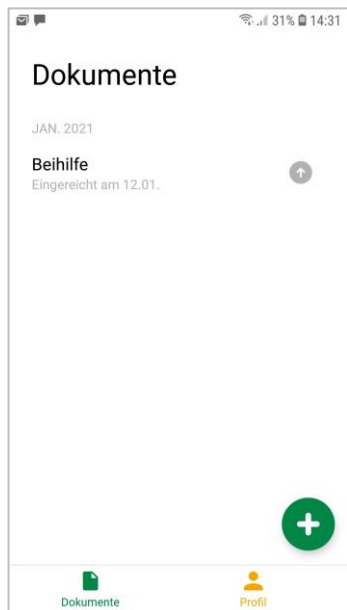 31% 14:31
Dokumente
JAN. 2021
Beihilfe
Eingereicht am 12.01.
Dokumente
Profil